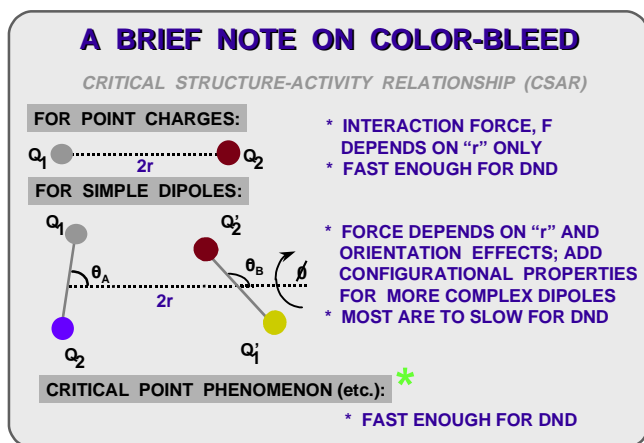 A BRIEF NOTE ON COLOR-BLEED
CRITICAL STRUCTURE-ACTIVITY RELATIONSHIP (CSAR)
FOR POINT CHARGES:
Q1
2r
Q2
* INTERACTION FORCE, F
DEPENDS ON “r” ONLY
* FAST ENOUGH FOR DND
FOR SIMPLE DIPOLES:
Q1
Q'2
θA
θB
ø
2r
Q2
Q'1
* FORCE DEPENDS ON “r” AND
ORIENTATION EFFECTS; ADD
CONFIGURATIONAL PROPERTIES
FOR MORE COMPLEX DIPOLES
* MOST ARE TO SLOW FOR DND
CRITICAL POINT PHENOMENON (etc.): *
* FAST ENOUGH FOR DND